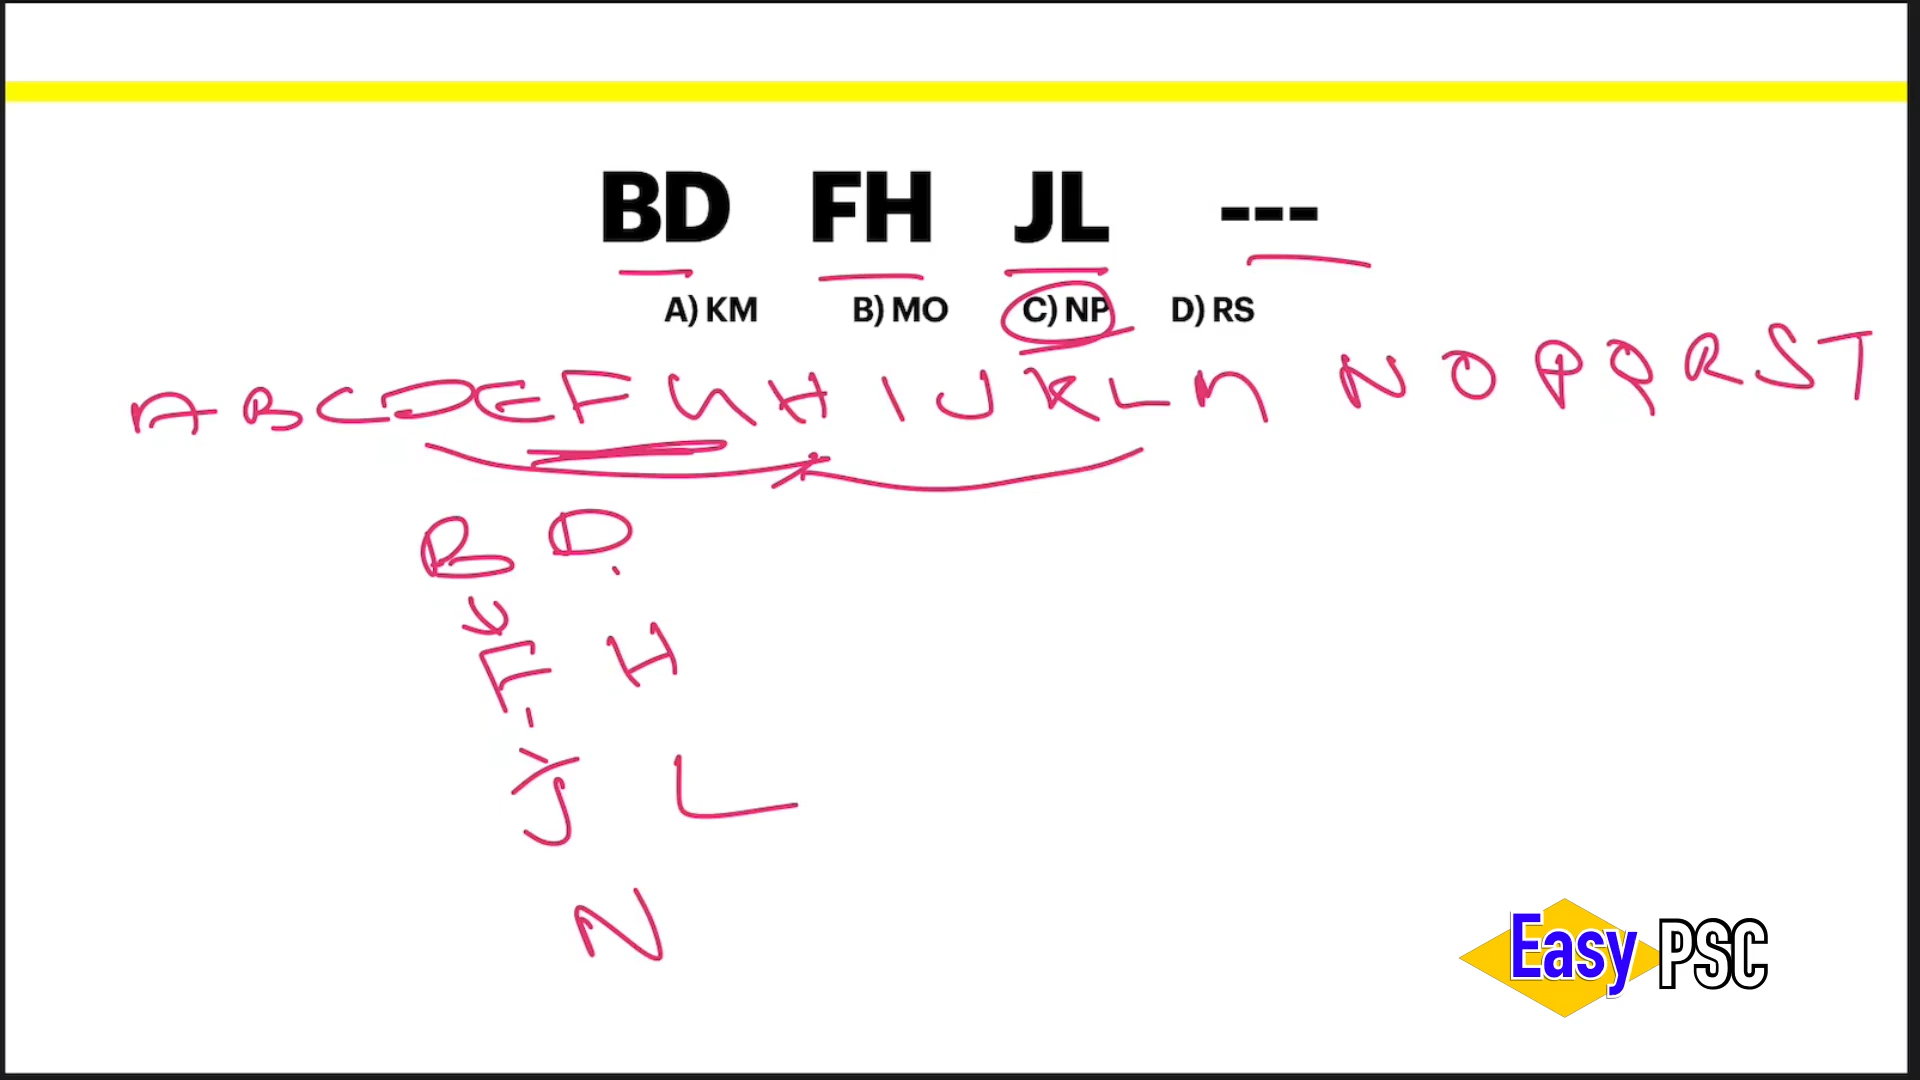 BD FH JL ---
A) KM B) MO C) NP D) RS
A B C D E F G H I J K L M N O P Q R S T
B D
F H
J L
N
Easy PSC